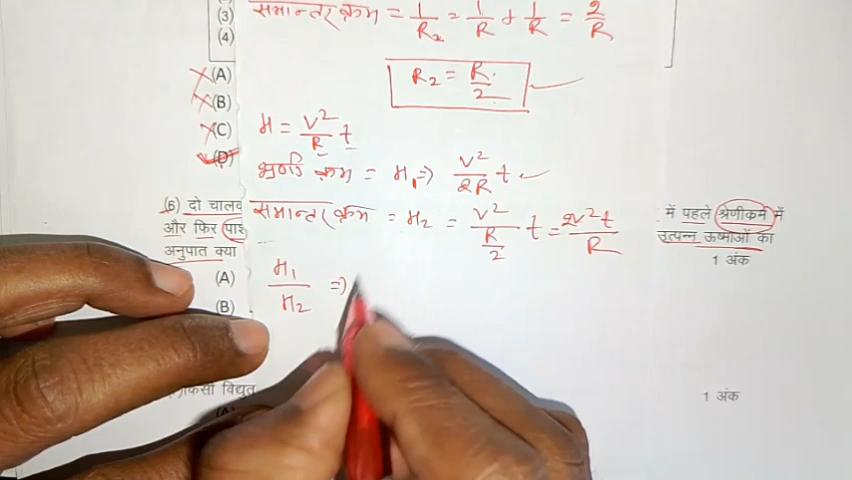 (3) समान्तर क्रम = 1/Rx = 1/R + 1/R = 2/R
(4)
(A) R2 = R/2
(B)
(C) H = V²/R t
(D) श्रेणी क्रम = H1 => V²/2R t
(6) दो चालक समान्तर क्रम = H2 = V²/(R/2) t = 2V²t/R में पहले श्रेणीक्रम में
और फिर पार्श् उत्पन्न ऊष्माओं का
अनुपात क्या 1 अंक
(A) H1/H2 =>
(B)
विद्युत 1 अंक